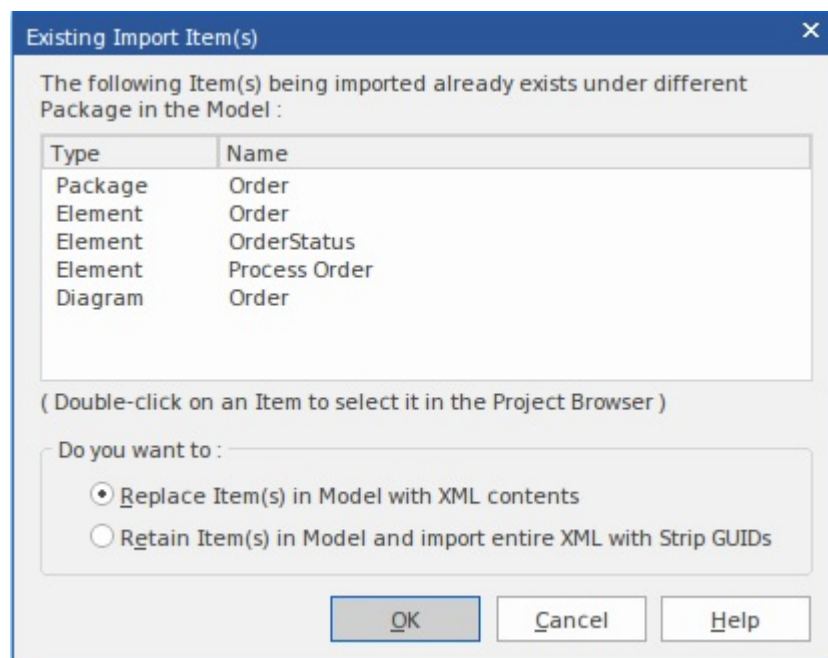 Existing Import Item(s)
The following Item(s) being imported already exists under different
Package in the Model :
Type Name
Package Order
Element Order
Element OrderStatus
Element Process Order
Diagram Order
( Double-click on an Item to select it in the Project Browser )
Do you want to :
Replace Item(s) in Model with XML contents
Retain Item(s) in Model and import entire XML with Strip GUIDs
OK Cancel Help